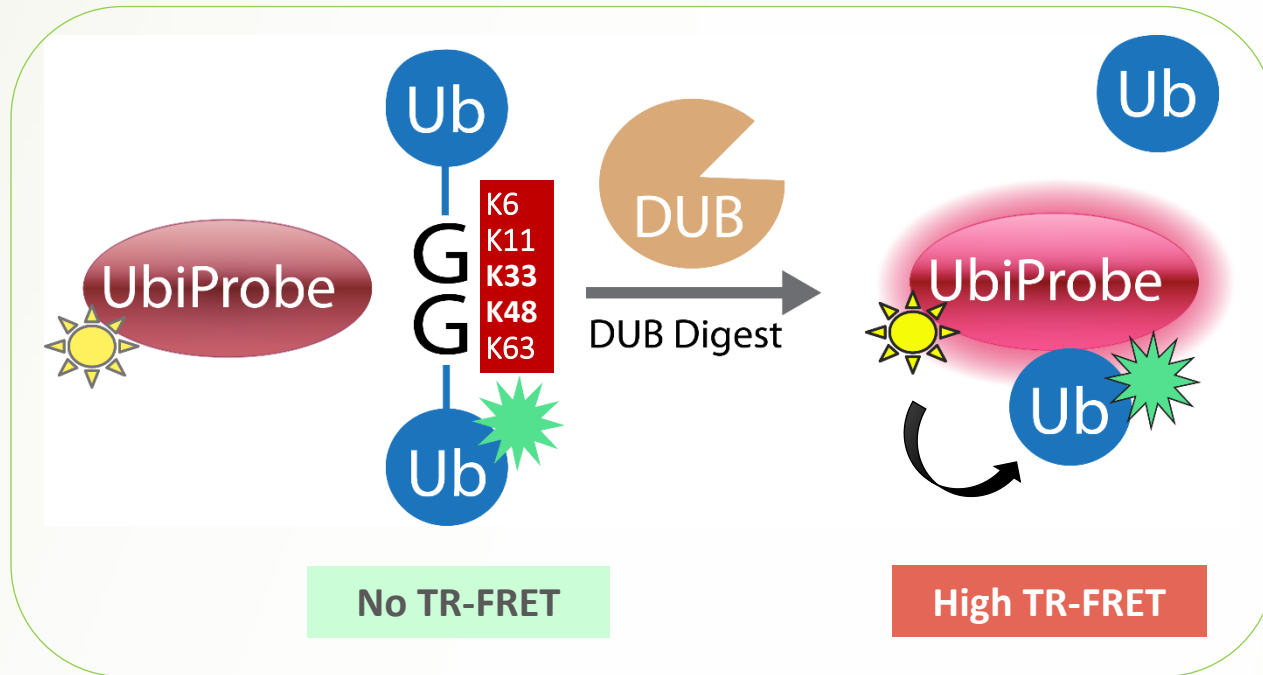 Ub
UbiProbe
G
G
K6
K11
K33
K48
K63
Ub
DUB
DUB Digest
Ub
UbiProbe
Ub
No TR-FRET
High TR-FRET